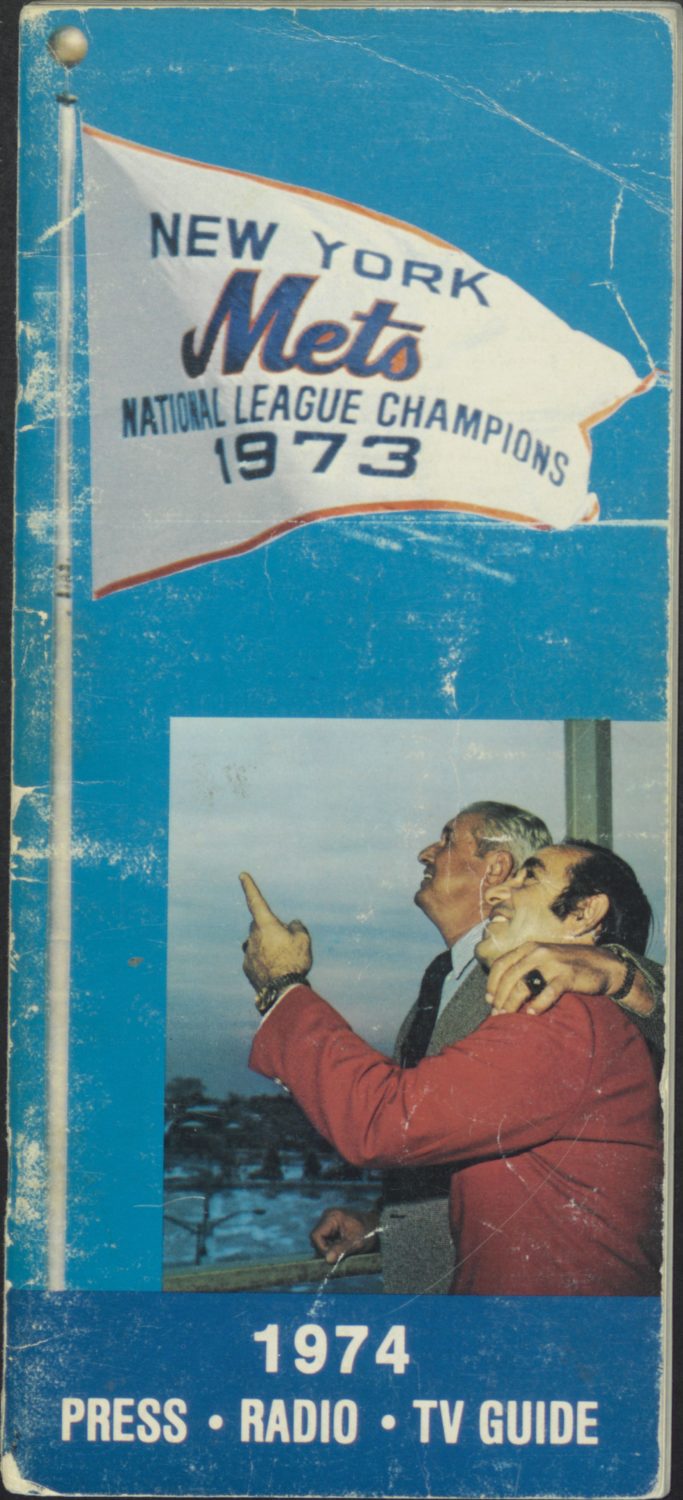 NEW YORK
Mets
NATIONAL LEAGUE CHAMPIONS
1973
1974
PRESS • RADIO • TV GUIDE